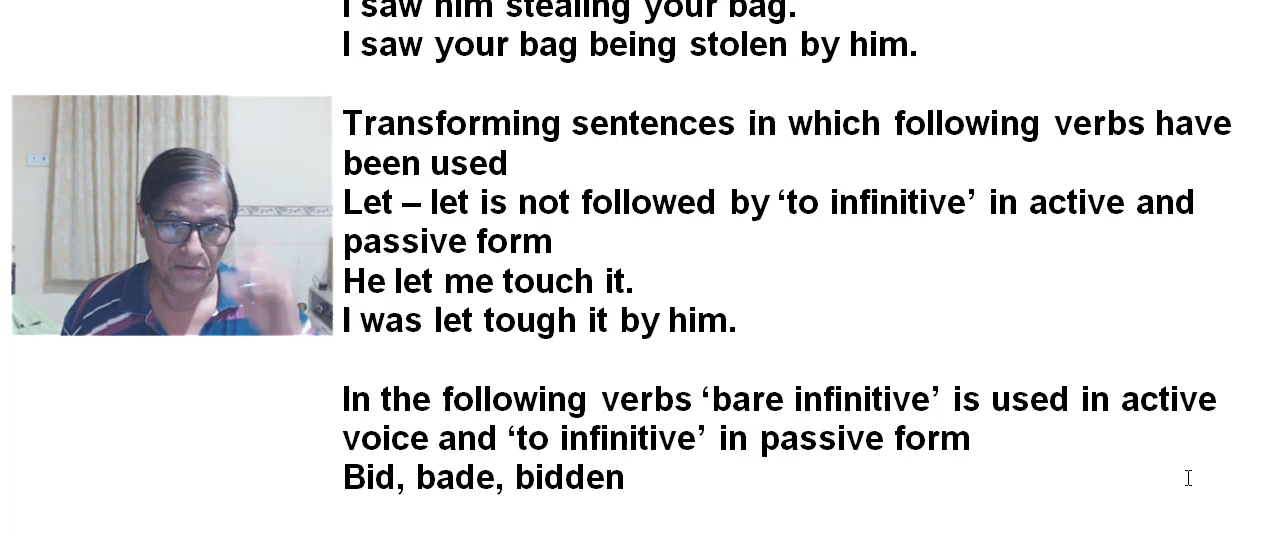 I saw him stealing your bag.
I saw your bag being stolen by him.
Transforming sentences in which following verbs have
been used
Let – let is not followed by ‘to infinitive’ in active and
passive form
He let me touch it.
I was let tough it by him.
In the following verbs ‘bare infinitive’ is used in active
voice and ‘to infinitive’ in passive form
Bid, bade, bidden